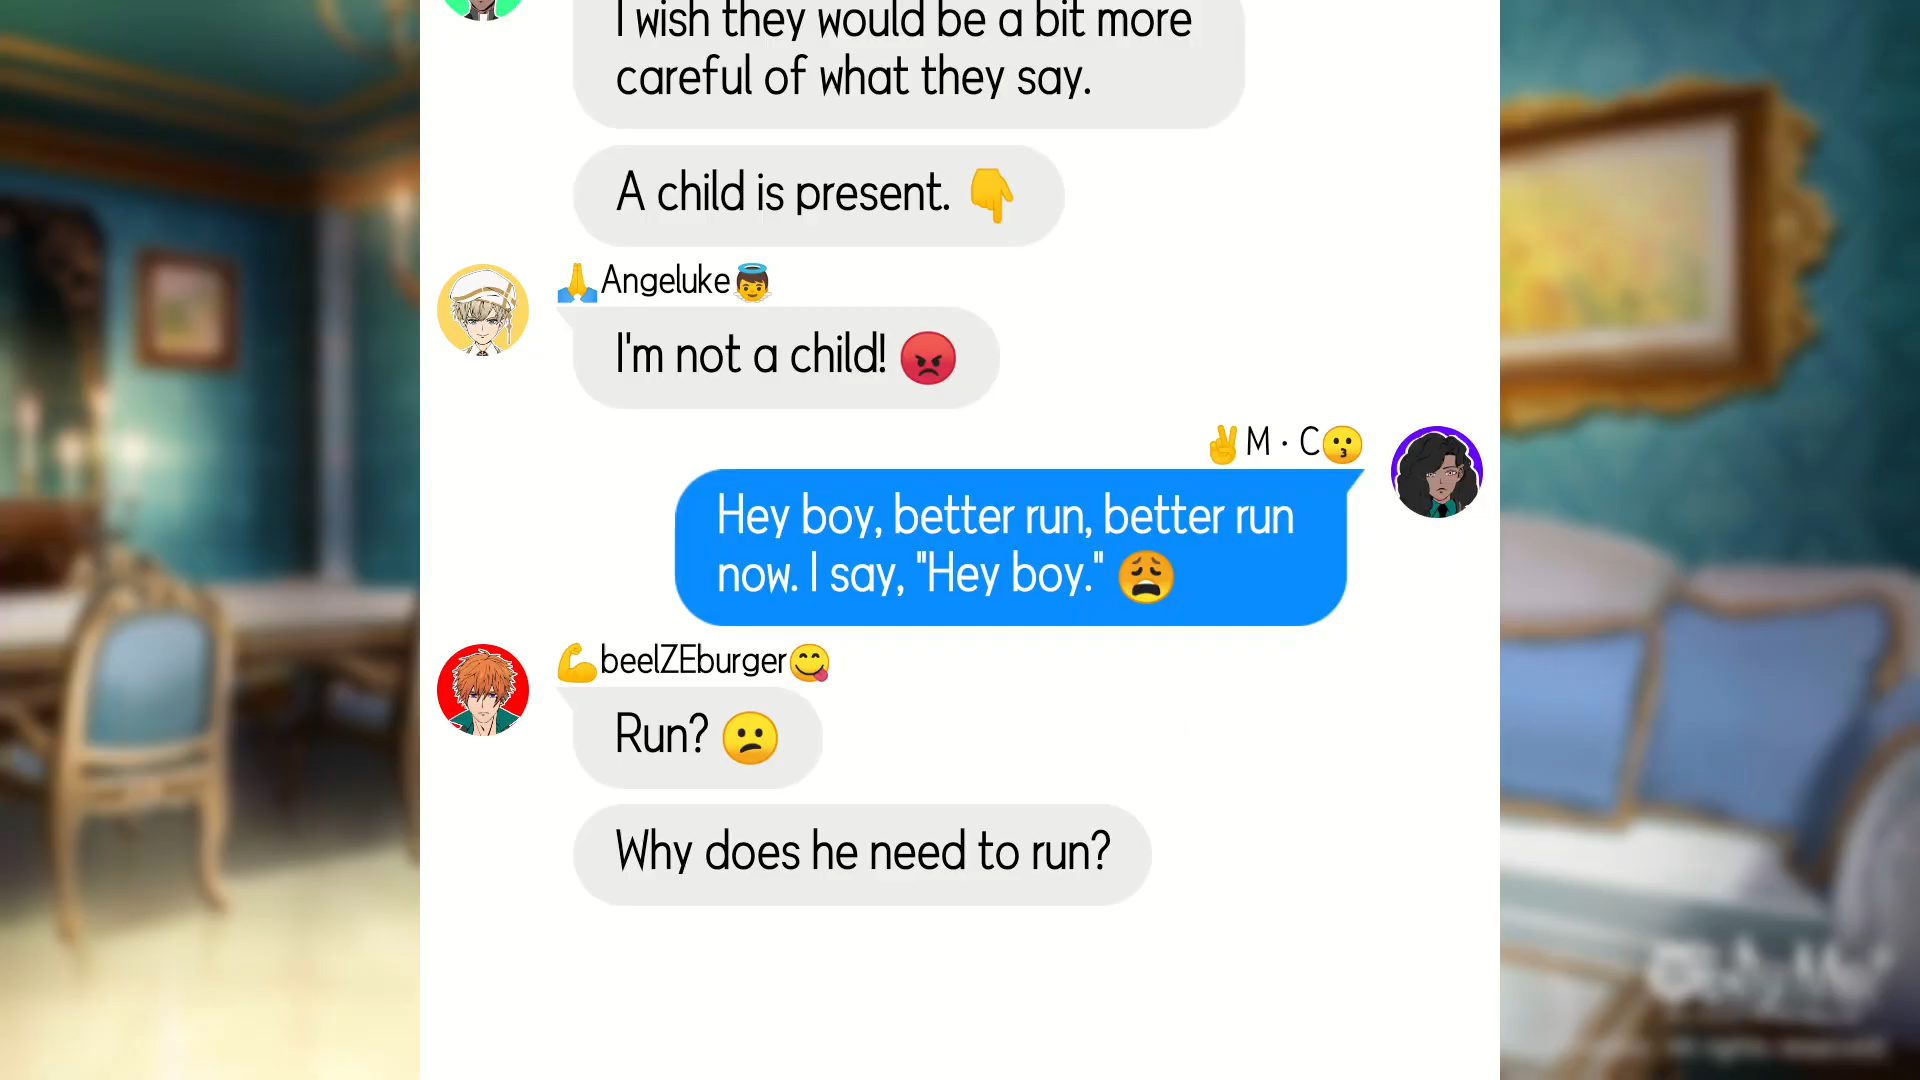 I wish they would be a bit more
careful of what they say.
A child is present. 👇
🙏Angeluke👼
I'm not a child! 😡
✌M · C😗
Hey boy, better run, better run
now. I say, "Hey boy." 😩
💪beelZEburger😋
Run? 😕
Why does he need to run?